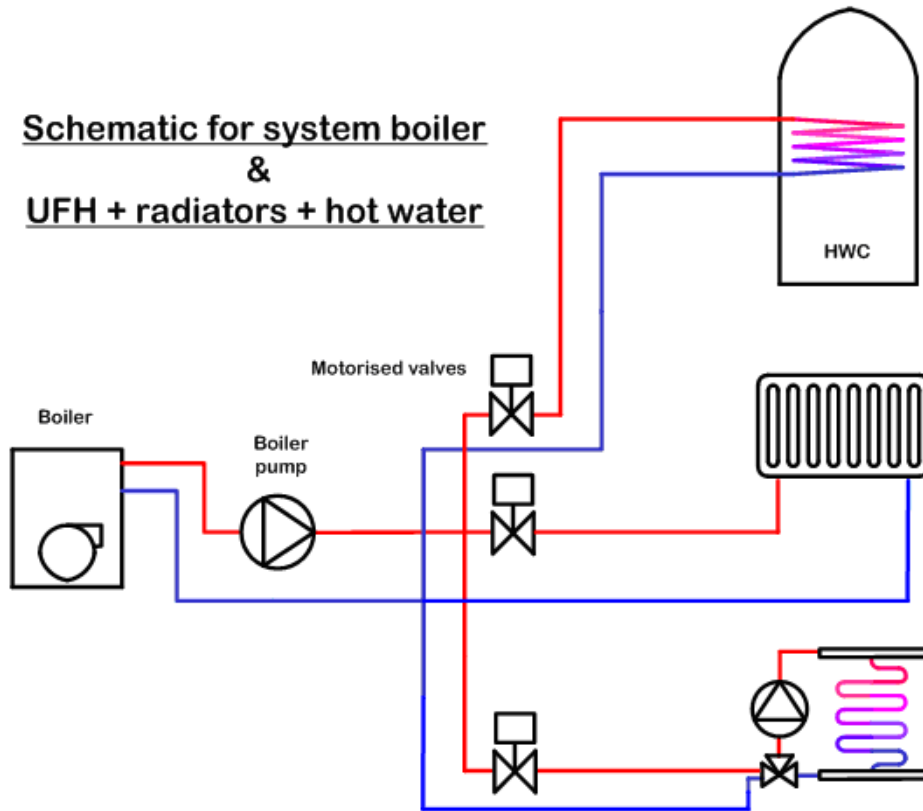 Schematic for system boiler
&
UFH + radiators + hot water
HWC
Motorised valves
Boiler
Boiler
pump